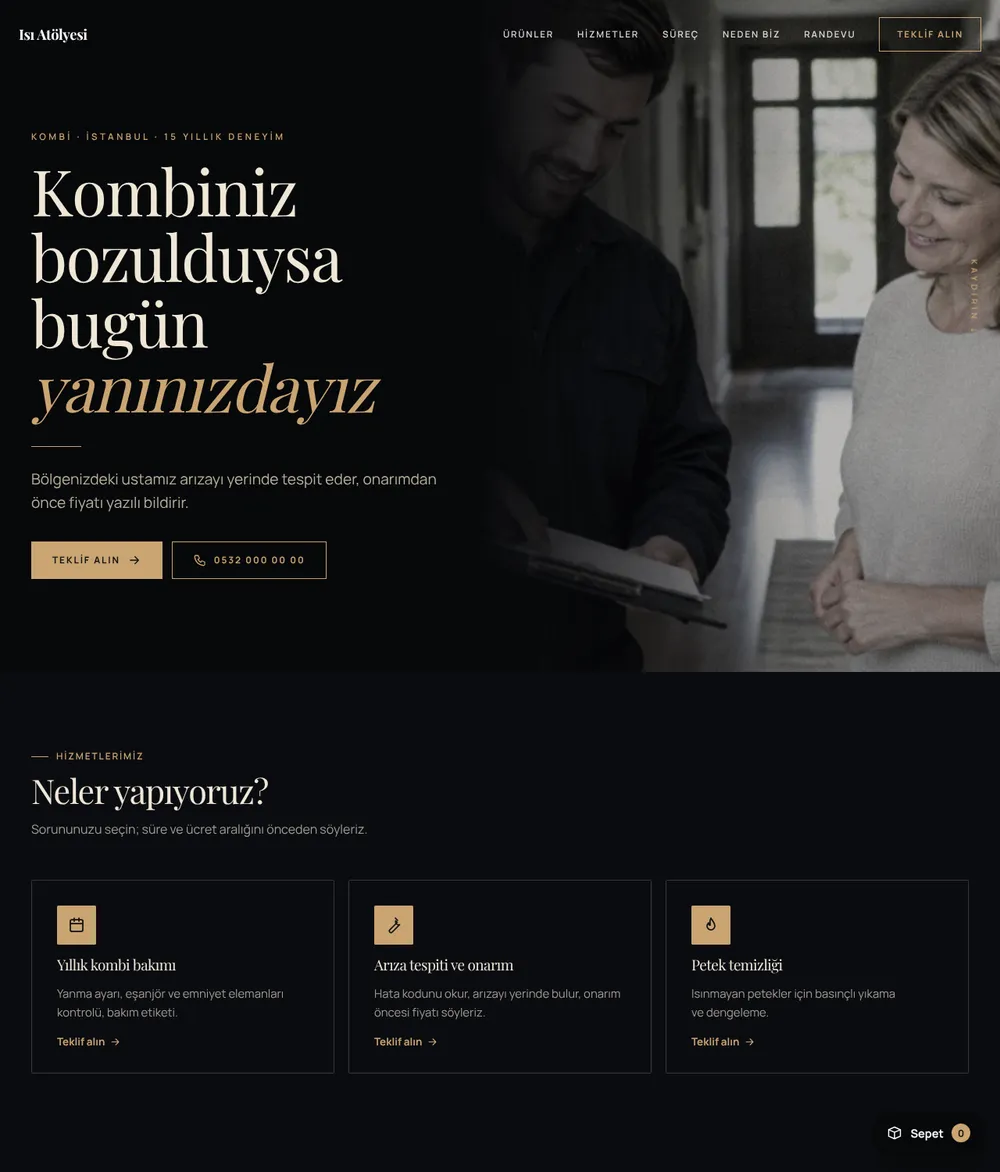 Isı Atölyesi
ÜRÜNLER
HİZMETLER
SÜREÇ
NEDEN BİZ
RANDEVU
TEKLİF ALIN
KOMBİ · İSTANBUL · 15 YILLIK DENEYİM
Kombiniz
bozulduysa
bugün
yanınızdayız
KAYDIRIN
Bölgenizdeki ustamız arızayı yerinde tespit eder, onarımdan
önce fiyatı yazılı bildirir.
TEKLİF ALIN →
0532 000 00 00
HİZMETLERİMİZ
Neler yapıyoruz?
Sorununuzu seçin; süre ve ücret aralığını önceden söyleriz.
Yıllık kombi bakımı
Yanma ayarı, eşanjör ve emniyet elemanları
kontrolü, bakım etiketi.
Teklif alın →
Arıza tespiti ve onarım
Hata kodunu okur, arızayı yerinde bulur, onarım
öncesi fiyatı söyleriz.
Teklif alın →
Petek temizliği
Isınmayan petekler için basınçlı yıkama
ve dengeleme.
Teklif alın →
Sepet 0